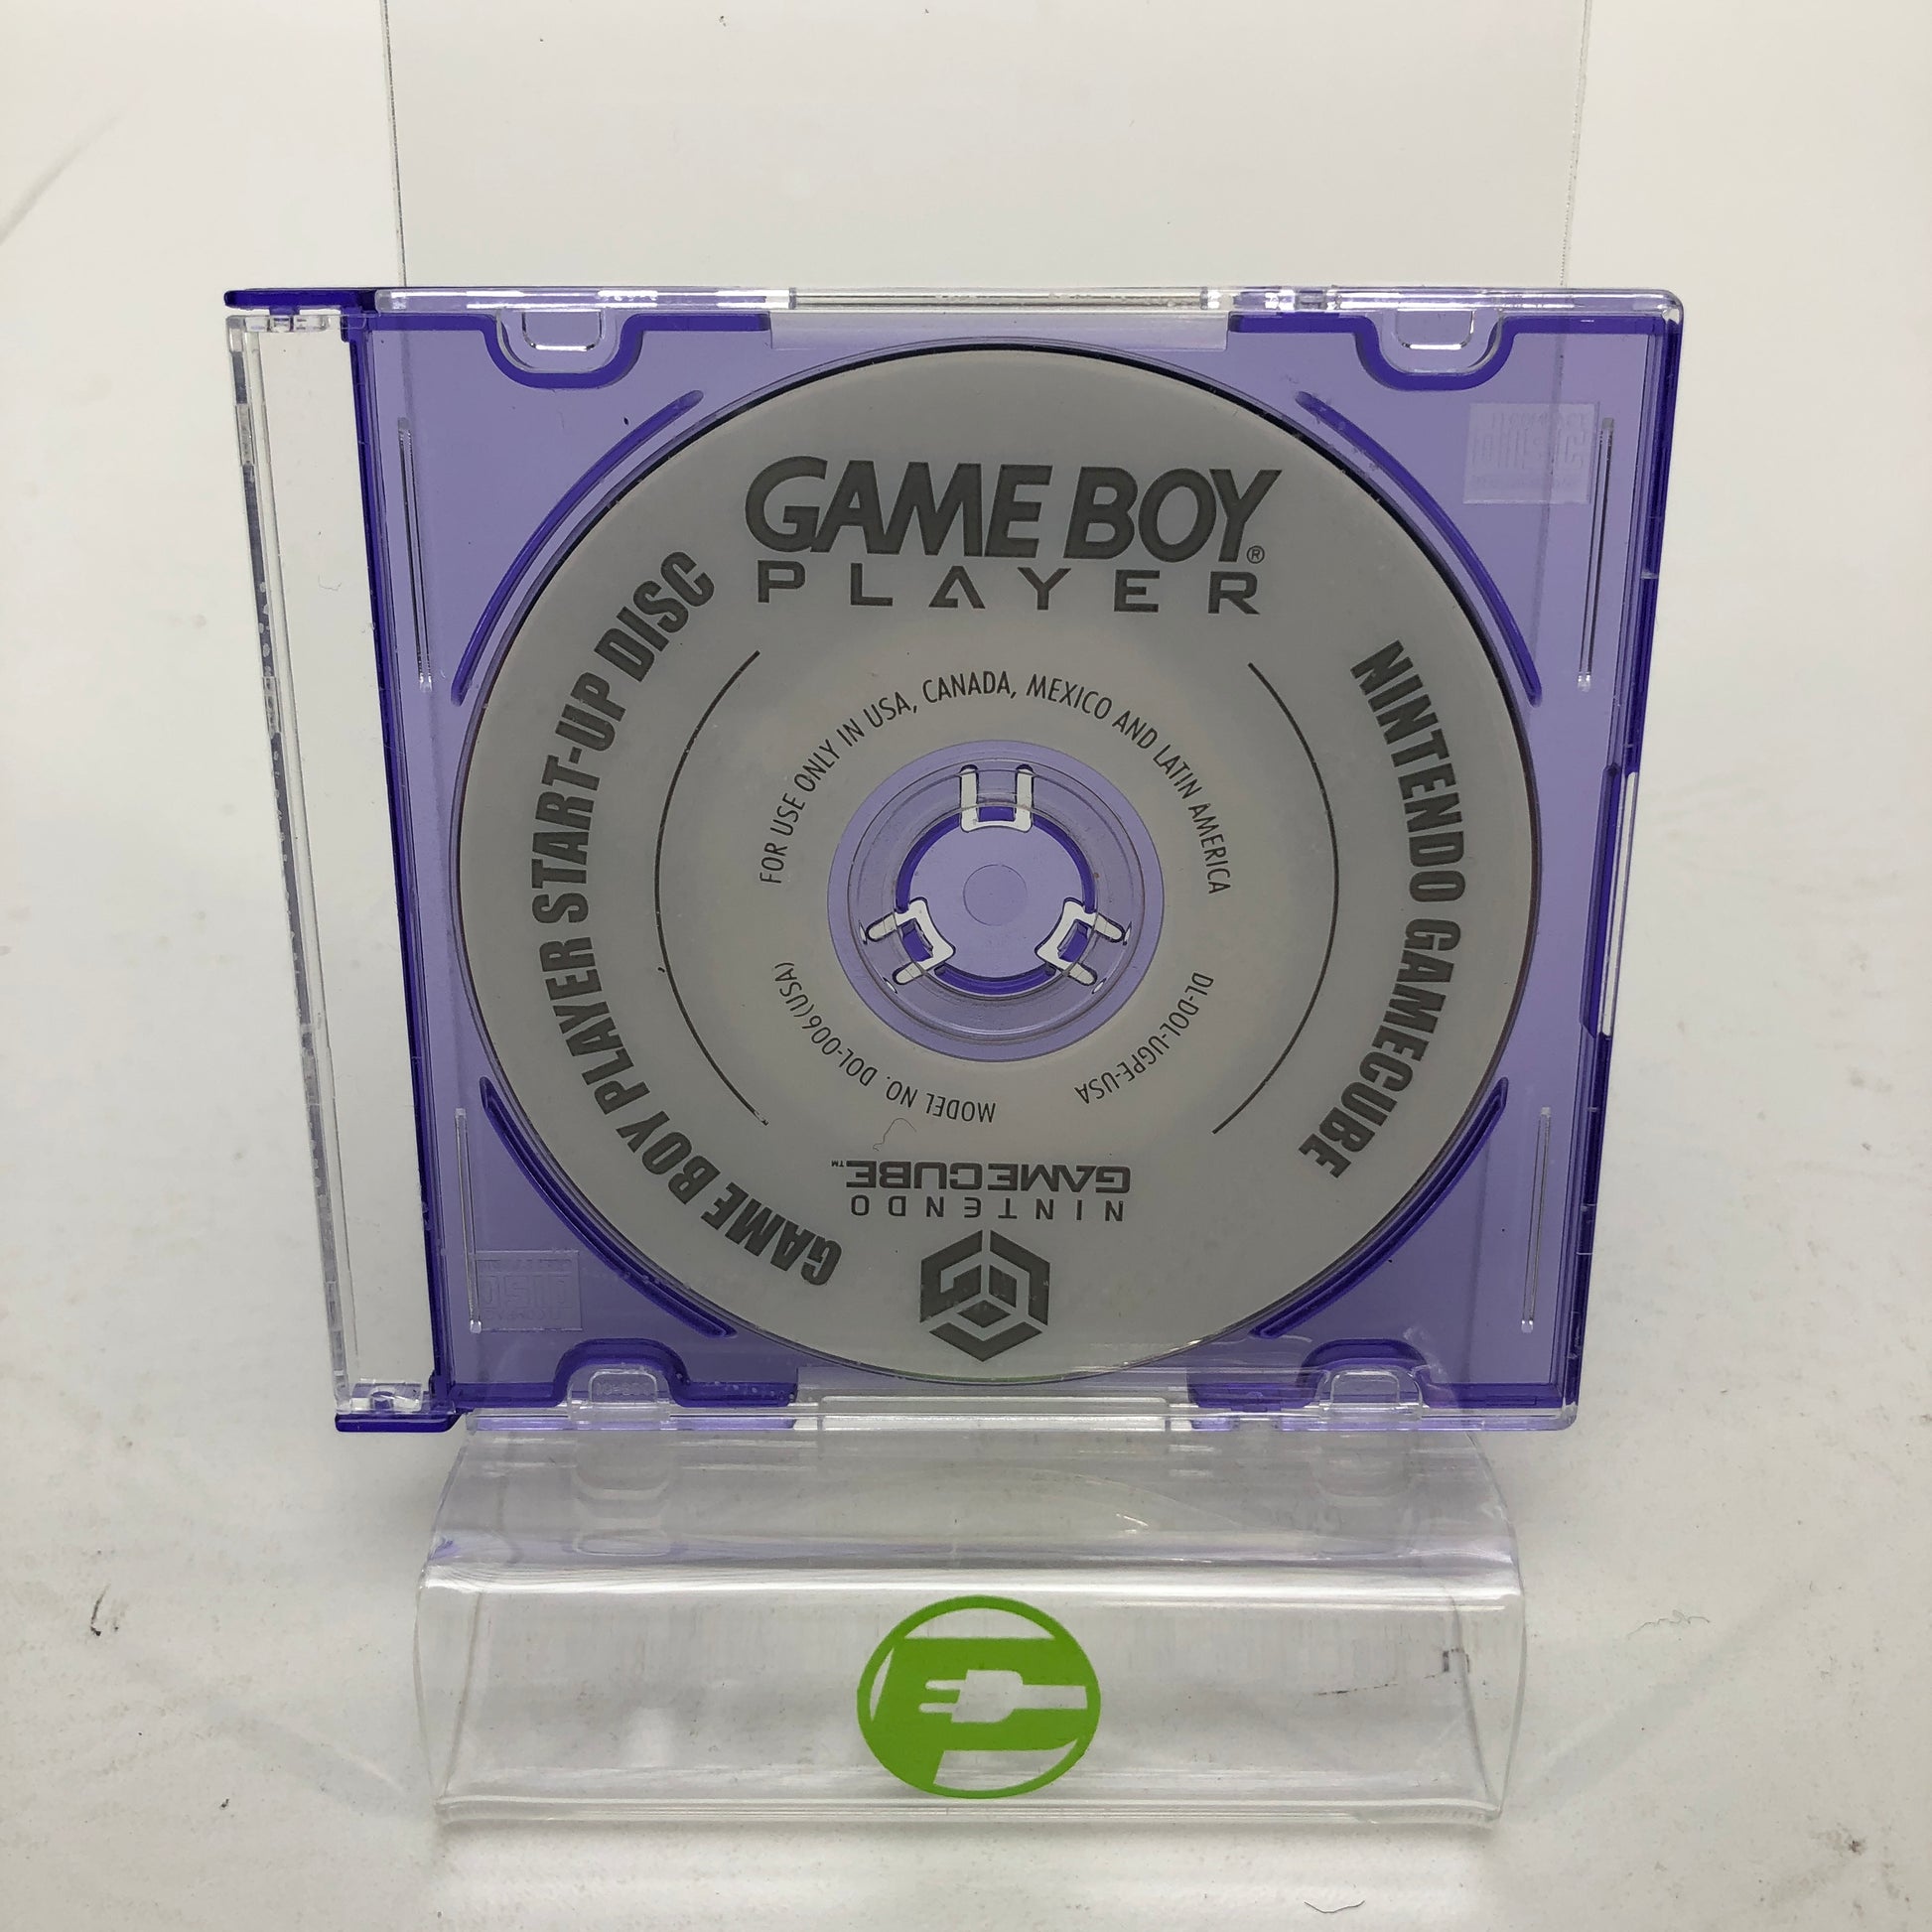 GAME BOY®
PLAYER
GAME BOY PLAYER START-UP DISC
NINTENDO GAMECUBE
FOR USE ONLY IN USA, CANADA, MEXICO AND LATIN AMERICA
DL-DOL-UGPE-USA
MODEL NO. DOL-006(USA)
NINTENDO
GAMECUBE™